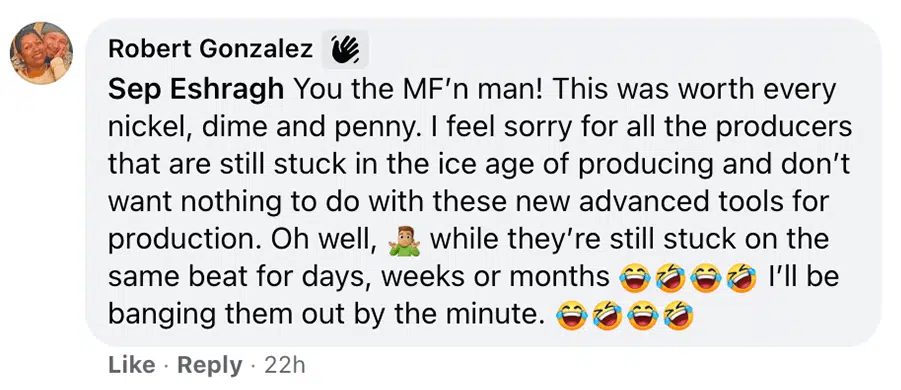 Robert Gonzalez 👋
Sep Eshragh You the MF’n man! This was worth every
nickel, dime and penny. I feel sorry for all the producers
that are still stuck in the ice age of producing and don’t
want nothing to do with these new advanced tools for
production. Oh well, 🤷🏼‍♂️ while they’re still stuck on the
same beat for days, weeks or months 😂🤣😂🤣 I’ll be
banging them out by the minute. 😂🤣😂🤣
Like · Reply · 22h